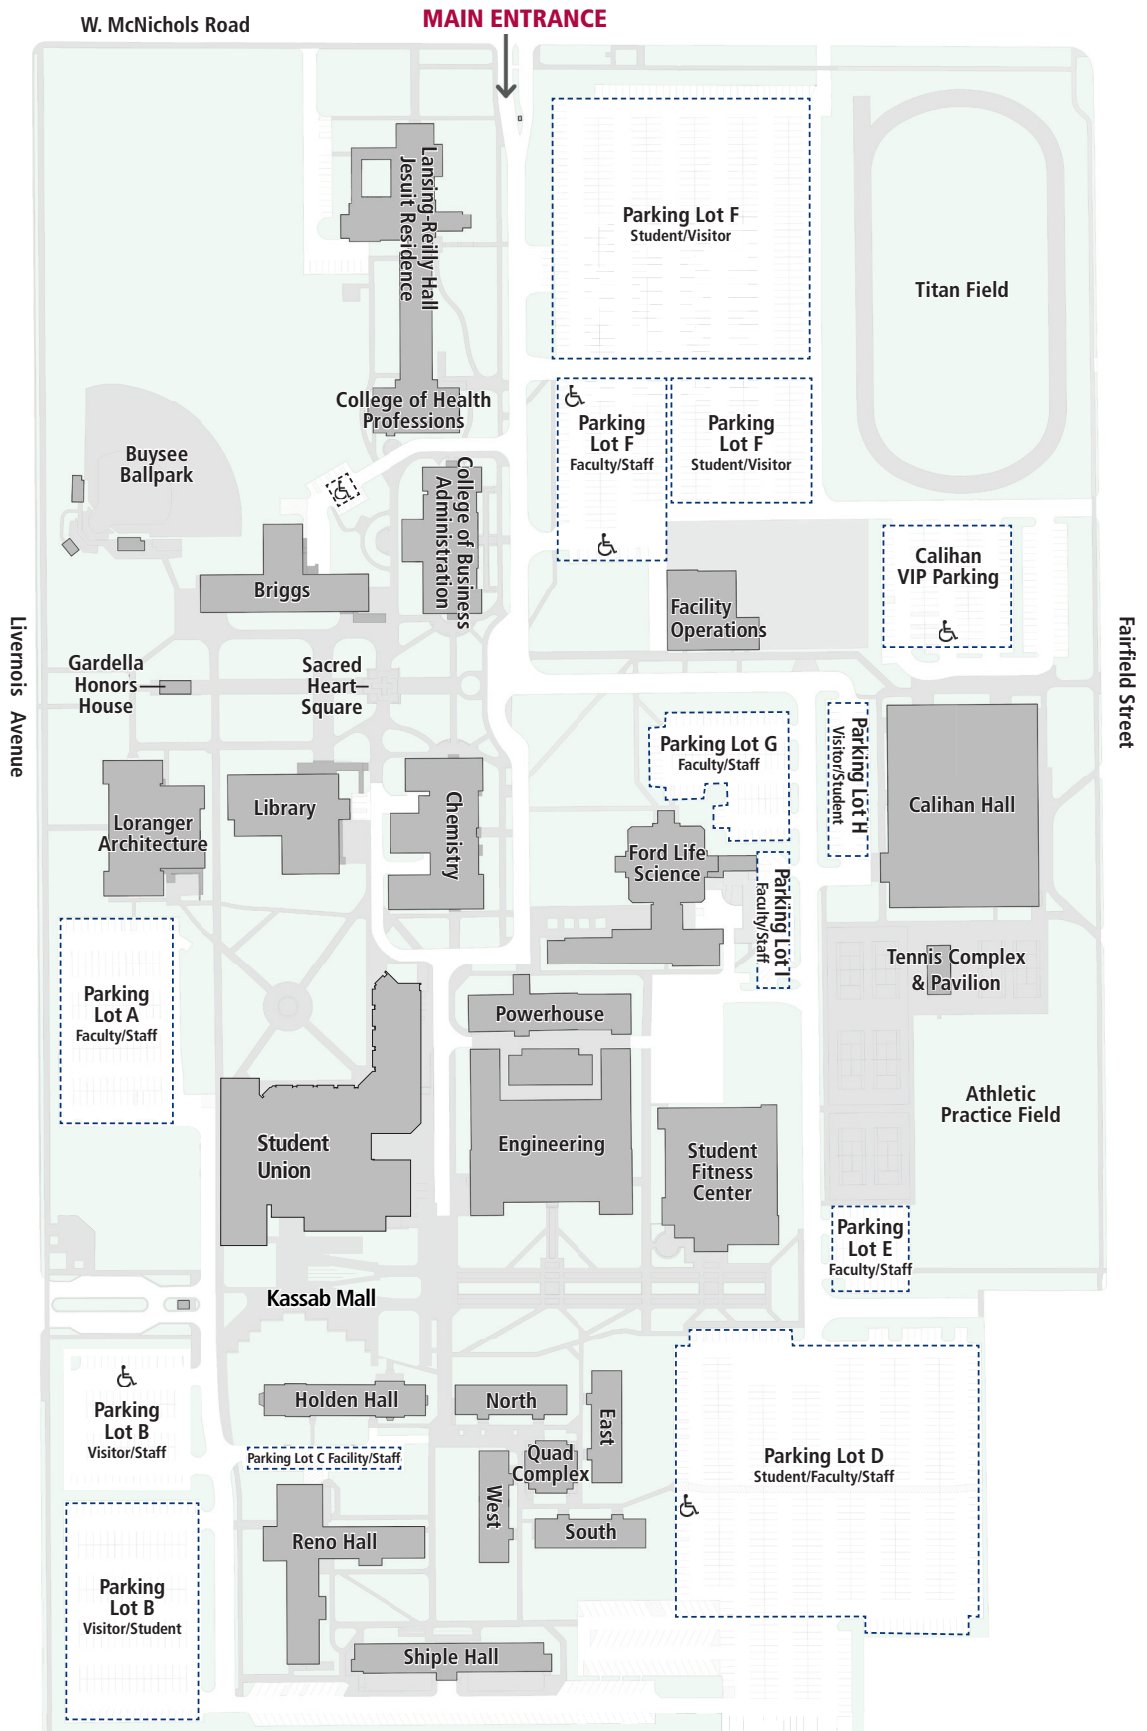 W. McNichols Road
MAIN ENTRANCE
Lansing-Reilly Hall
Jesuit Residence
Parking Lot F
Student/Visitor
Titan Field
College of Health
Professions
Parking
Lot F
Faculty/Staff
Parking
Lot F
Student/Visitor
Buysee
Ballpark
College of Business
Administration
Calihan
VIP Parking
Briggs
Facility
Operations
Livernois Avenue
Fairfield Street
Gardella
Honors
House
Sacred
Heart
Square
Parking Lot G
Faculty/Staff
Parking Lot H
Visitor/Student
Calihan Hall
Loranger
Architecture
Library
Chemistry
Ford Life
Science
Parking Lot I
Faculty/Staff
Tennis Complex
& Pavilion
Parking
Lot A
Faculty/Staff
Powerhouse
Athletic
Practice Field
Student
Union
Engineering
Student
Fitness
Center
Parking
Lot E
Faculty/Staff
Kassab Mall
Parking
Lot B
Visitor/Staff
Holden Hall
North
East
Parking Lot C Facility/Staff
Quad
Complex
West
South
Parking Lot D
Student/Faculty/Staff
Reno Hall
Parking
Lot B
Visitor/Student
Shiple Hall